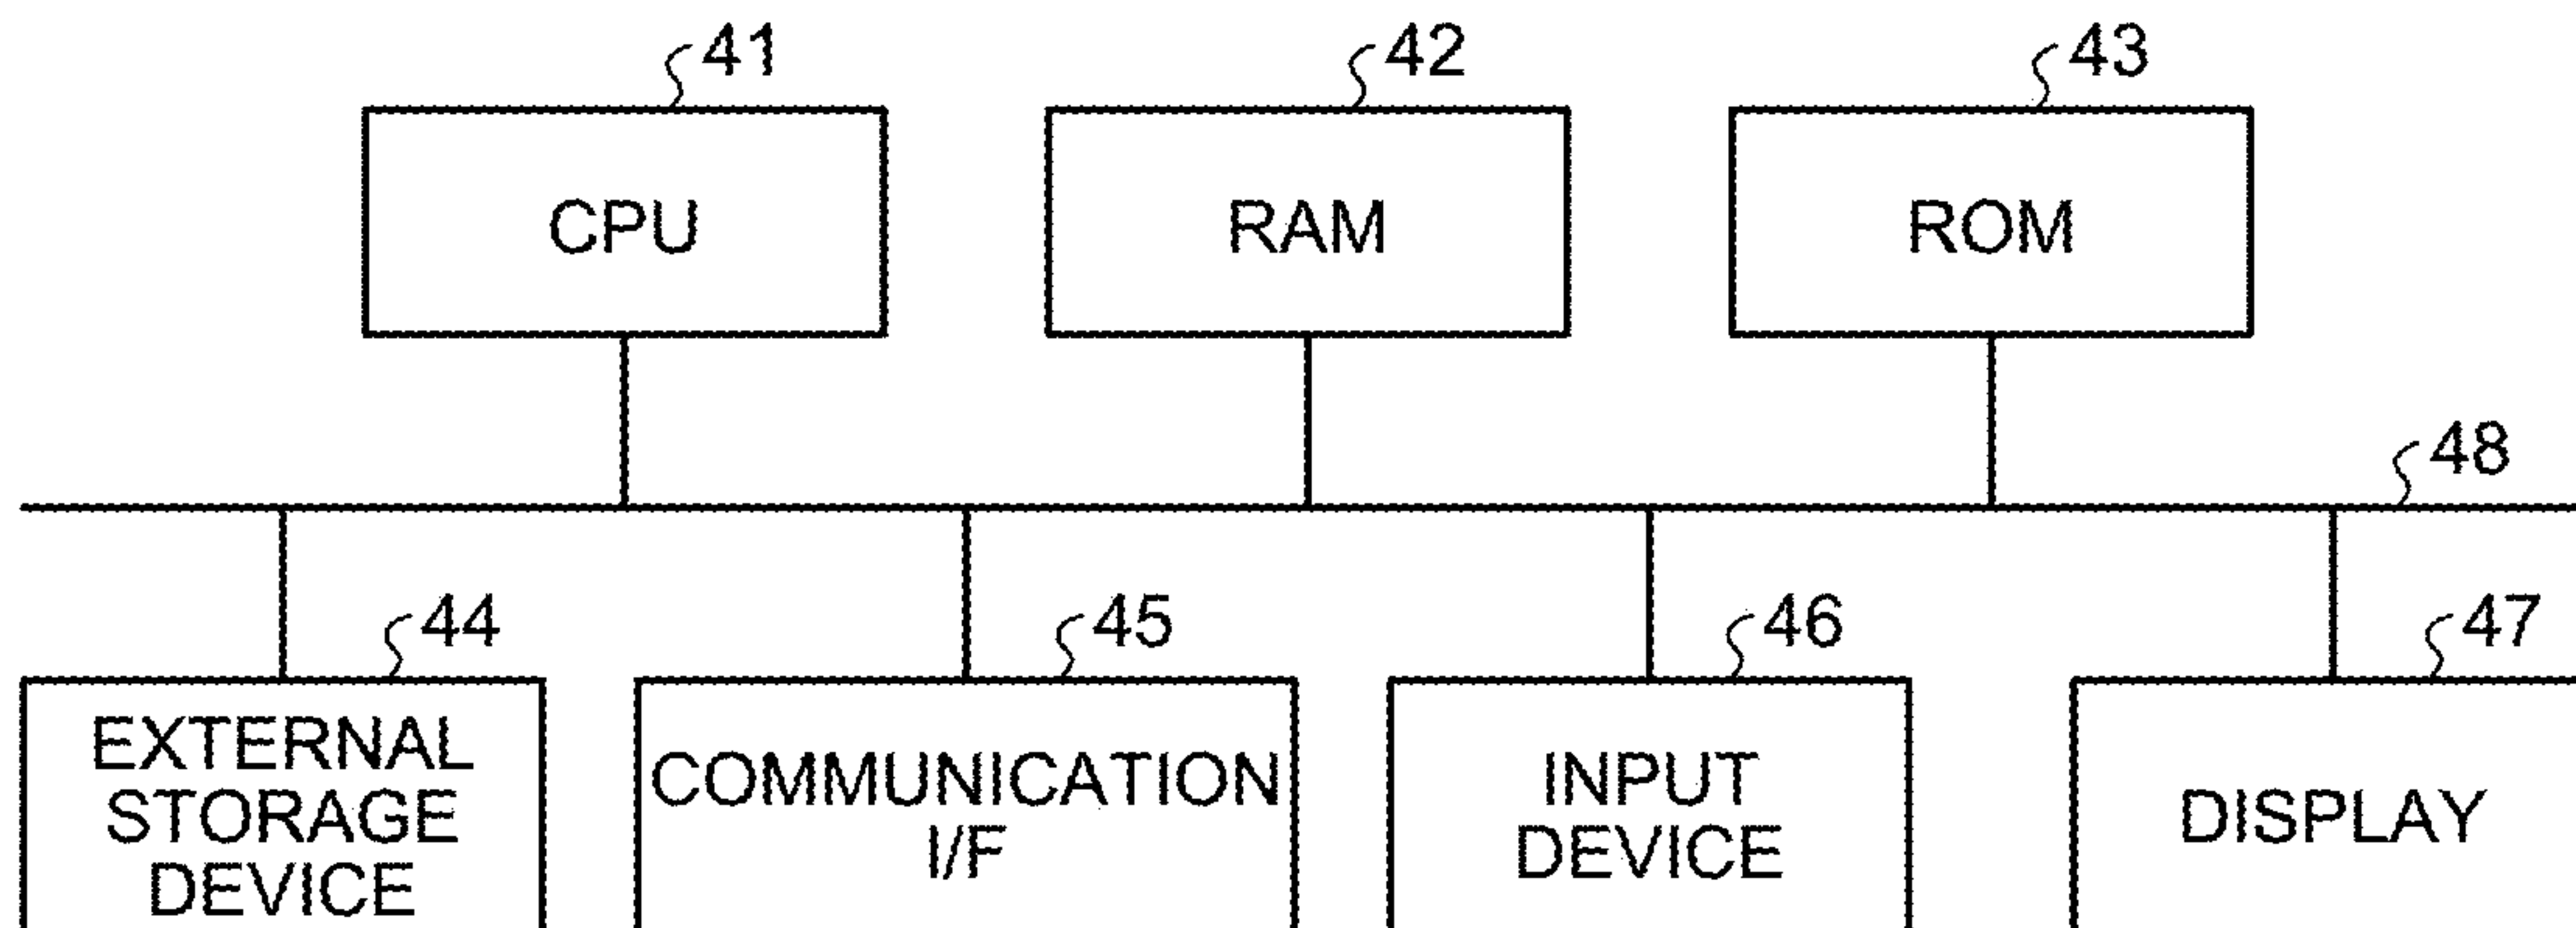 41
42
43
CPU
RAM
ROM
48
44
45
46
47
EXTERNAL
STORAGE
DEVICE
COMMUNICATION
I/F
INPUT
DEVICE
DISPLAY